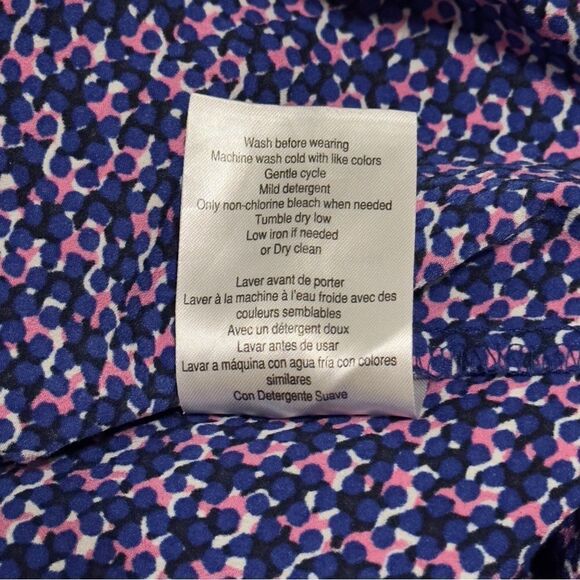 Wash before wearing
Machine wash cold with like colors
Gentle cycle
Mild detergent
Only non-chlorine bleach when needed
Tumble dry low
Low iron if needed
or Dry clean
Laver avant de porter
Laver à la machine à l'eau froide avec des
couleurs semblables
Avec un détergent doux
Lavar antes de usar
Lavar a máquina con agua fría con colores
similares
Con Detergente Suave